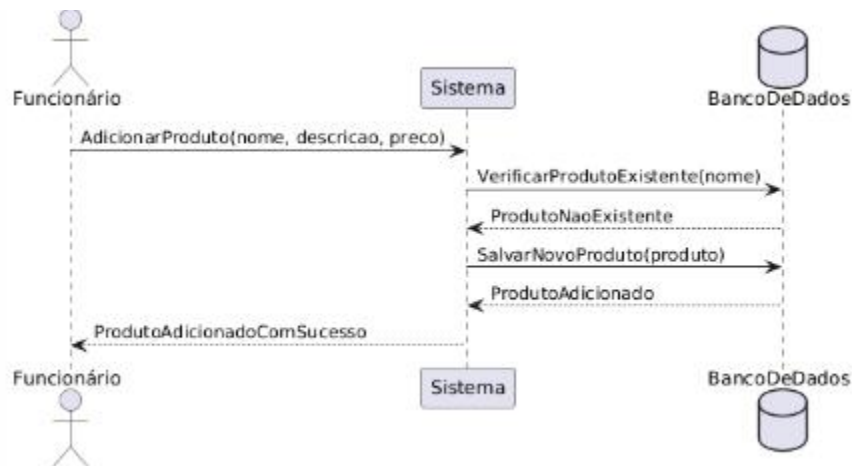 Funcionário
Sistema
BancoDeDados
AdicionarProduto(nome, descricao, preco)
VerificarProdutoExistente(nome)
ProdutoNaoExistente
SalvarNovoProduto(produto)
ProdutoAdicionado
ProdutoAdicionadoComSucesso
Funcionário
Sistema
BancoDeDados